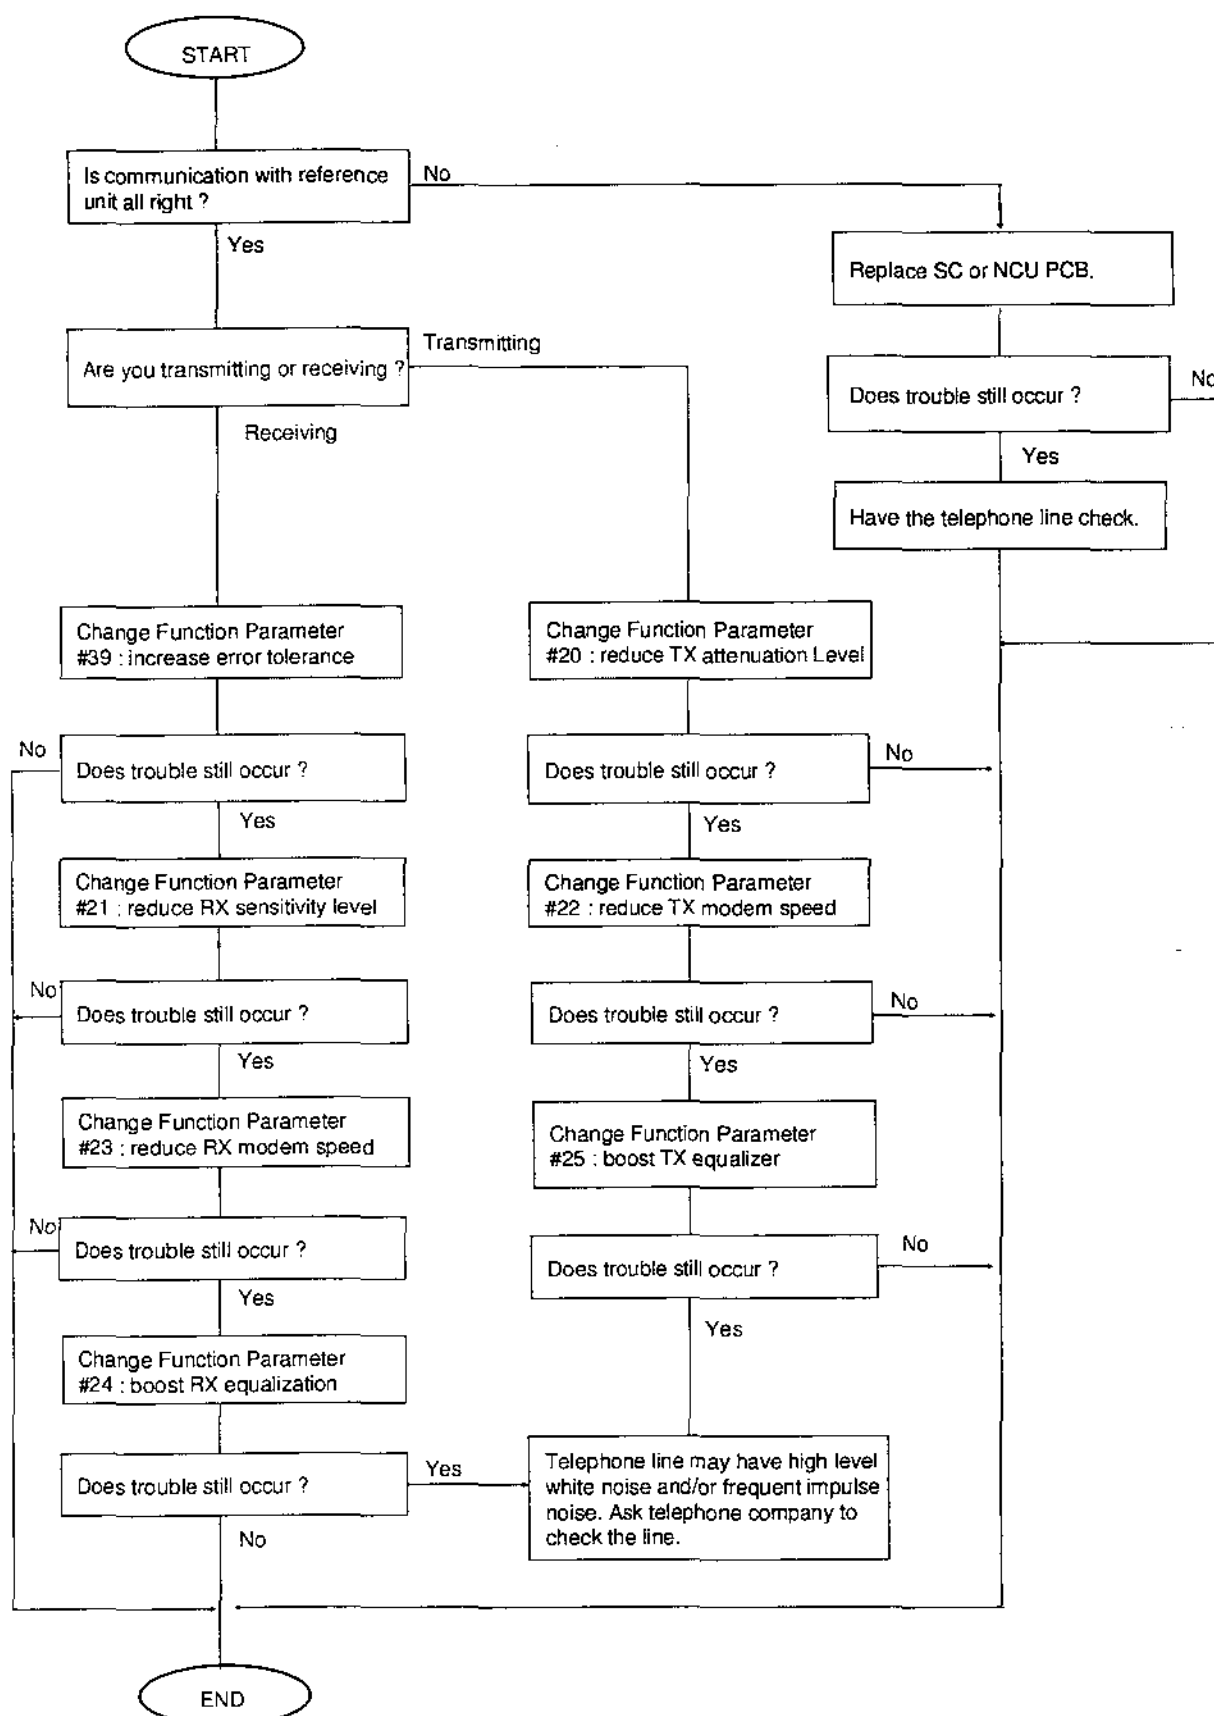 START
Is communication with reference
unit all right ?
No
Yes
Replace SC or NCU PCB.
Are you transmitting or receiving ?
Transmitting
Receiving
Does trouble still occur ?
No
Yes
Have the telephone line check.
Change Function Parameter
#39 : increase error tolerance
Change Function Parameter
#20 : reduce TX attenuation Level
No
Does trouble still occur ?
Yes
Does trouble still occur ?
No
Yes
Change Function Parameter
#21 : reduce RX sensitivity level
Change Function Parameter
#22 : reduce TX modem speed
No
Does trouble still occur ?
Yes
Does trouble still occur ?
No
Yes
Change Function Parameter
#23 : reduce RX modem speed
Change Function Parameter
#25 : boost TX equalizer
No
Does trouble still occur ?
Yes
Does trouble still occur ?
No
Yes
Change Function Parameter
#24 : boost RX equalization
Does trouble still occur ?
Yes
No
Telephone line may have high level
white noise and/or frequent impulse
noise. Ask telephone company to
check the line.
END